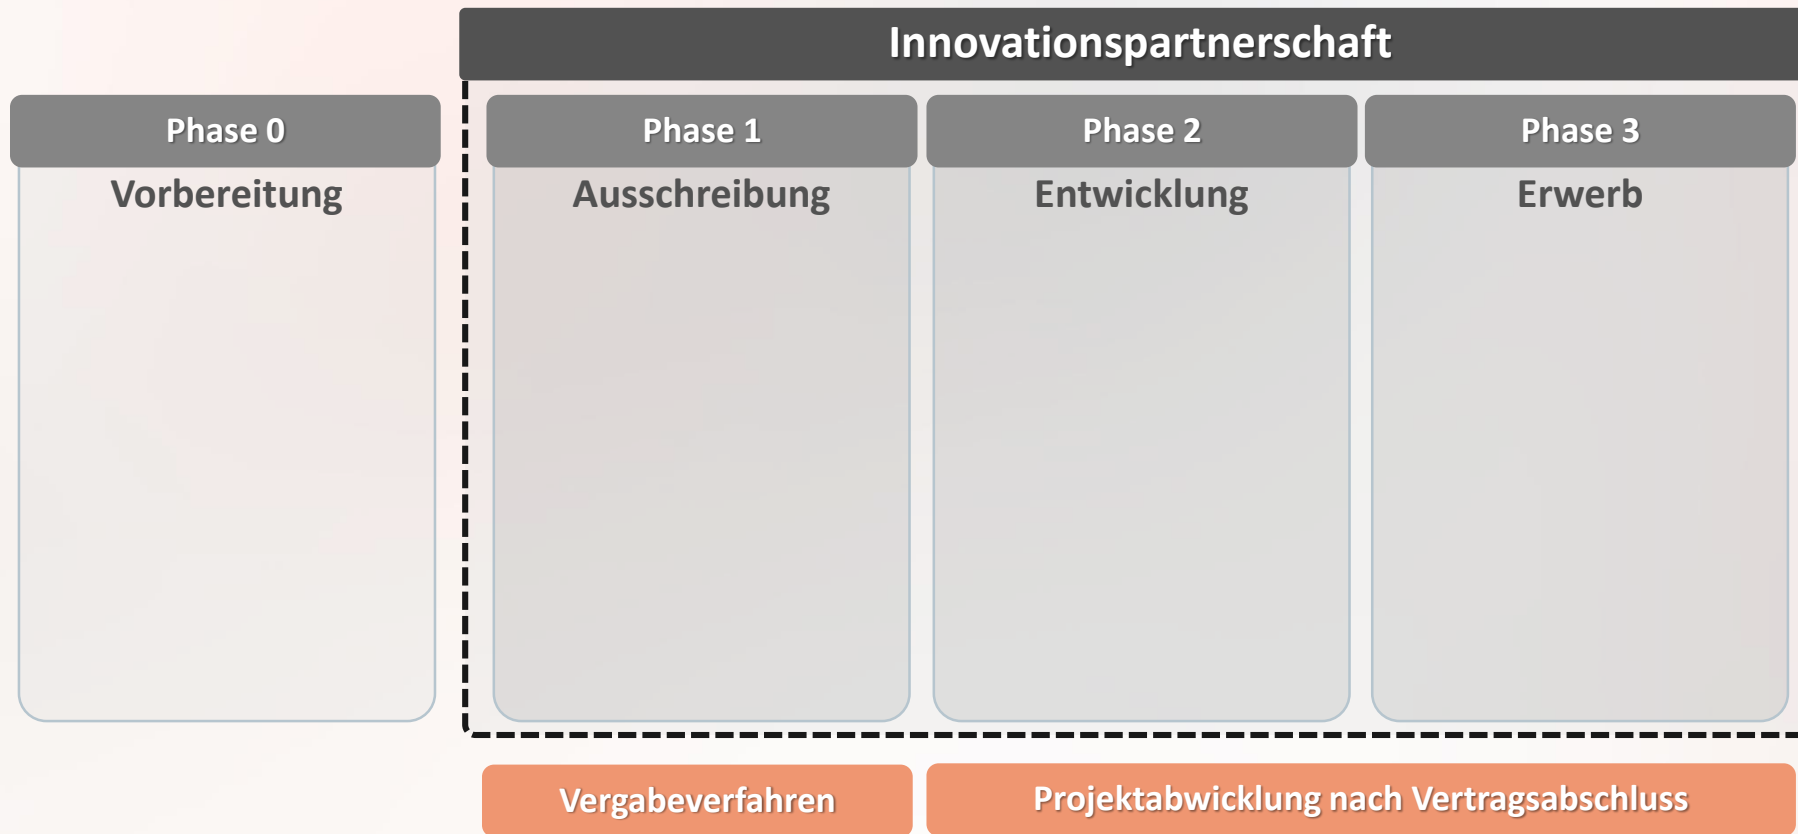 Innovationspartnerschaft
Phase 0
Vorbereitung
Phase 1
Ausschreibung
Phase 2
Entwicklung
Phase 3
Erwerb
Vergabeverfahren
Projektabwicklung nach Vertragsabschluss